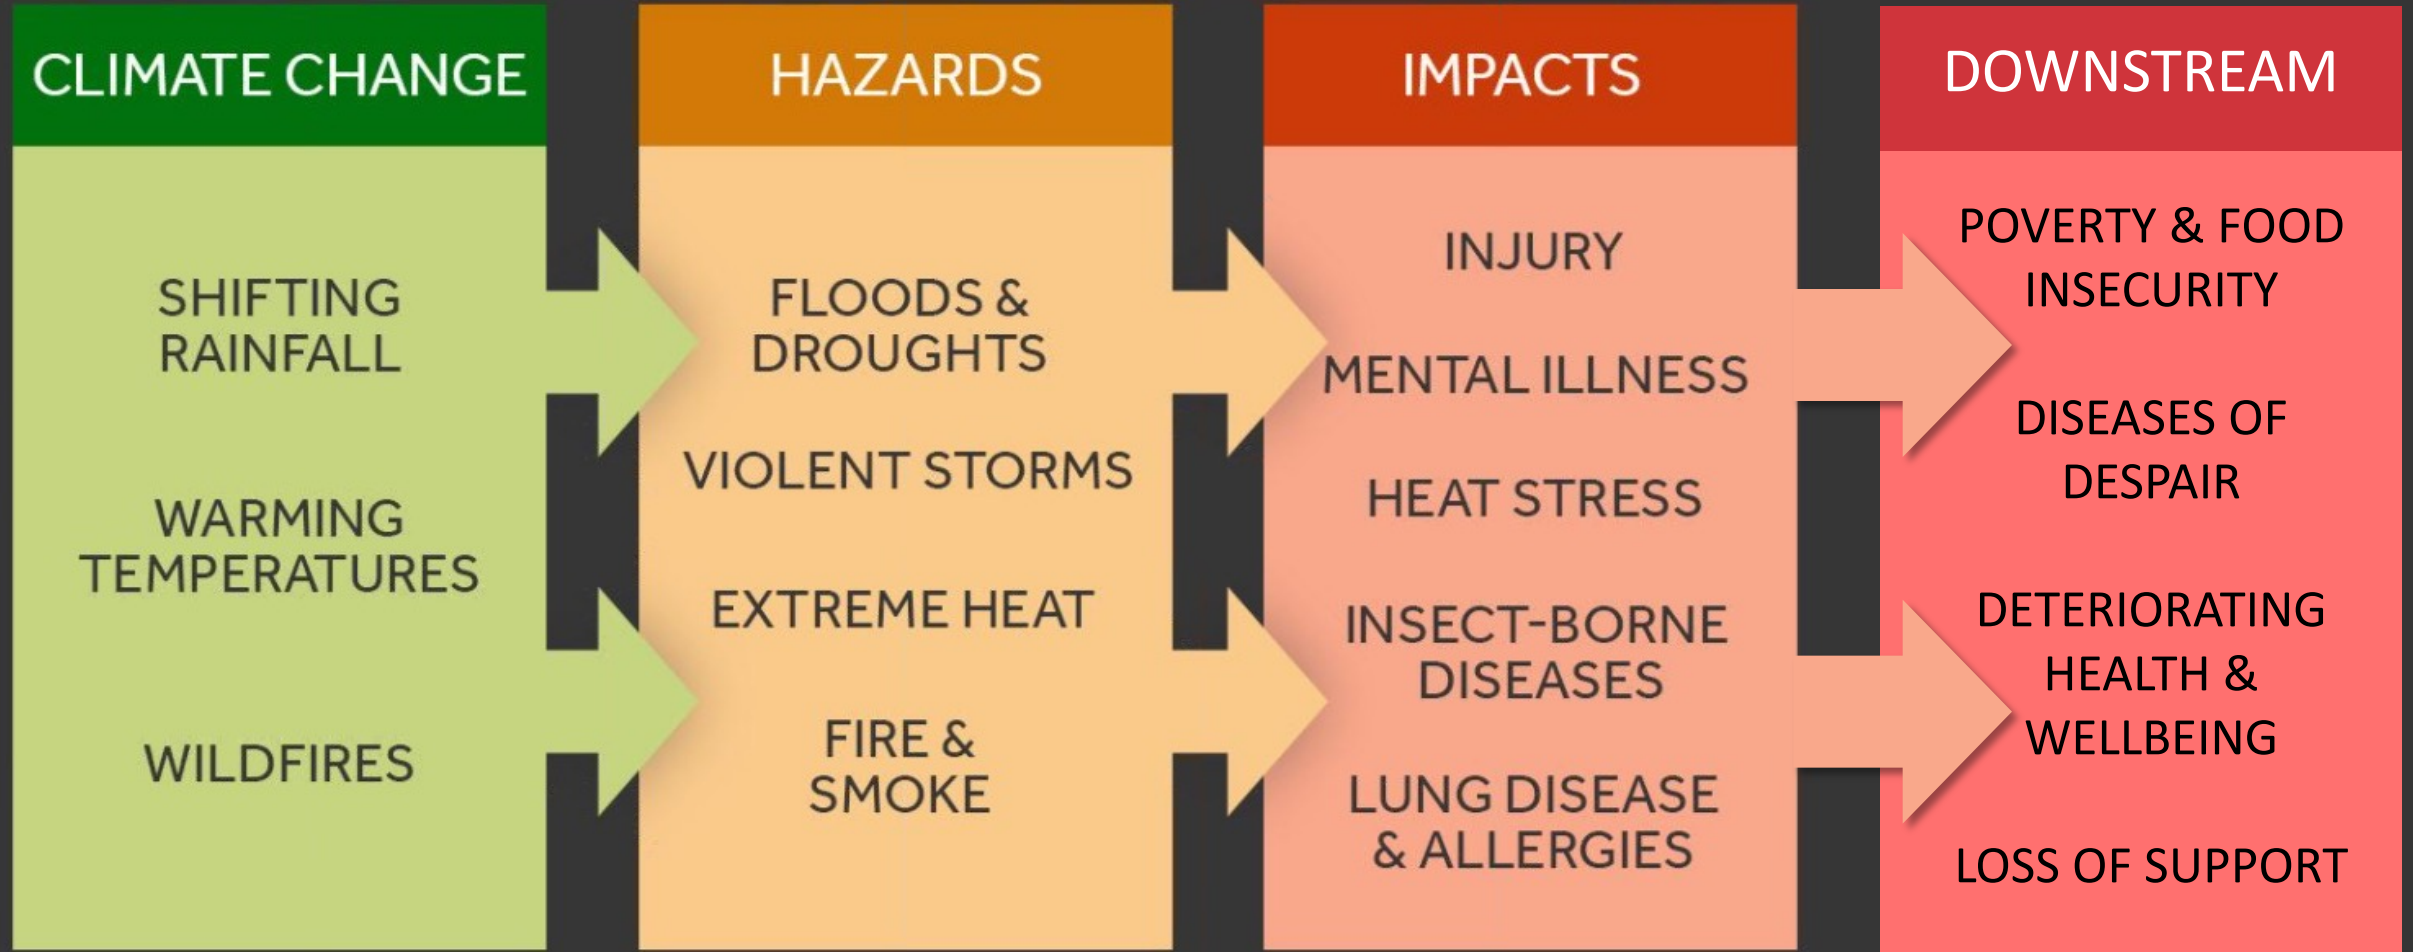 CLIMATE CHANGE
SHIFTING
RAINFALL
WARMING
TEMPERATURES
WILDFIRES
HAZARDS
FLOODS &
DROUGHTS
VIOLENT STORMS
EXTREME HEAT
FIRE &
SMOKE
IMPACTS
INJURY
MENTAL ILLNESS
HEAT STRESS
INSECT-BORNE
DISEASES
LUNG DISEASE
& ALLERGIES
DOWNSTREAM
POVERTY & FOOD
INSECURITY
DISEASES OF
DESPAIR
DETERIORATING
HEALTH &
WELLBEING
LOSS OF SUPPORT